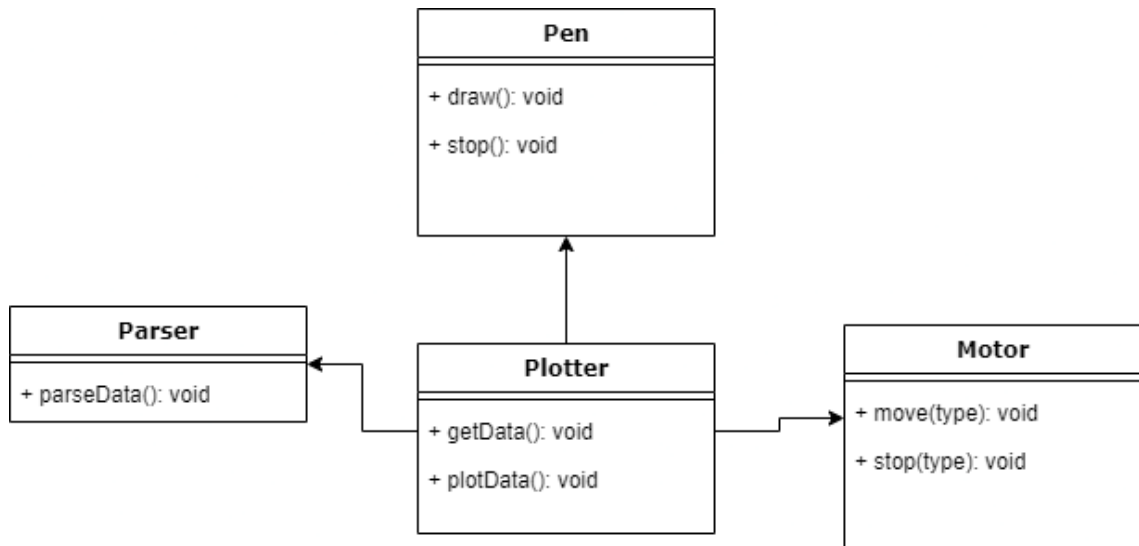 Pen
+ draw(): void
+ stop(): void
Parser
+ parseData(): void
Plotter
+ getData(): void
+ plotData(): void
Motor
+ move(type): void
+ stop(type): void